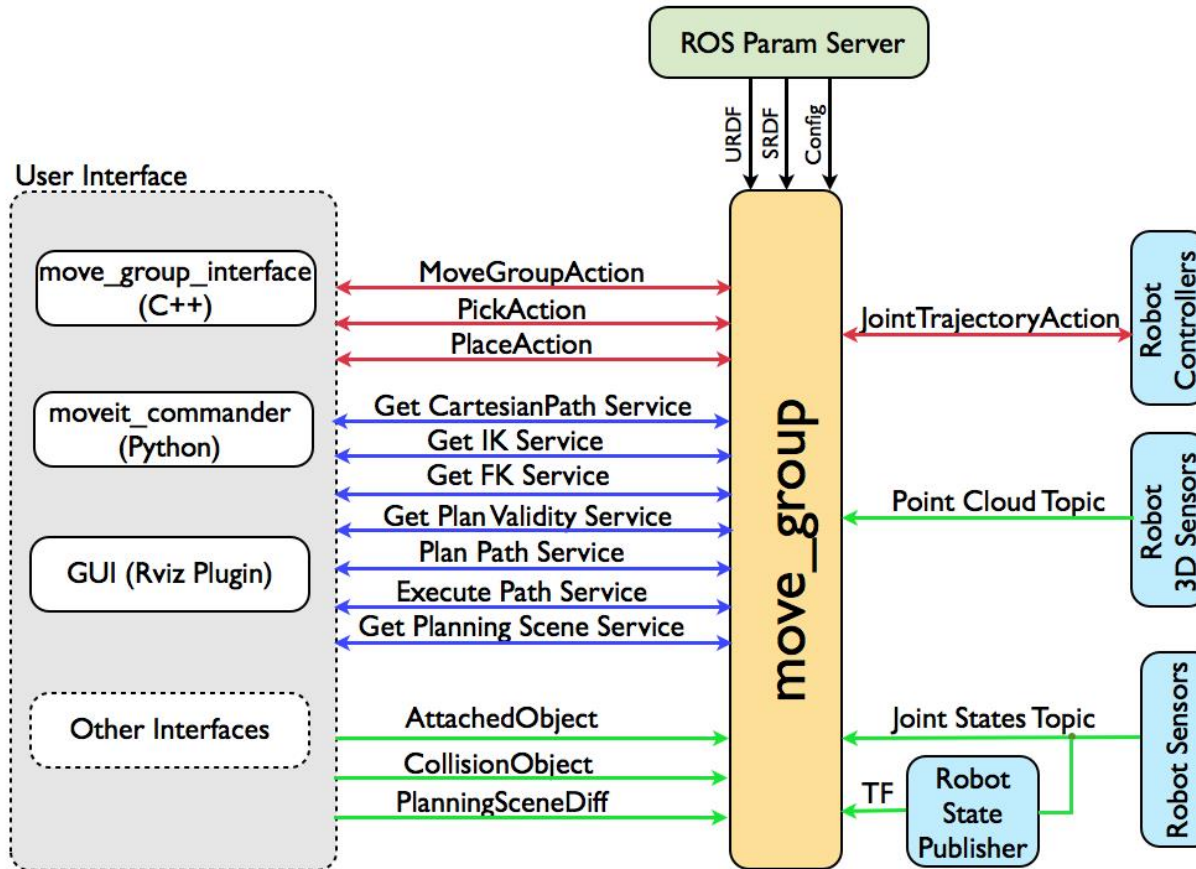 ROS Param Server
URDF
SRDF
Config
User Interface
move_group_interface
(C++)
moveit_commander
(Python)
GUI (Rviz Plugin)
Other Interfaces
MoveGroupAction
PickAction
PlaceAction
Get CartesianPath Service
Get IK Service
Get FK Service
Get Plan Validity Service
Plan Path Service
Execute Path Service
Get Planning Scene Service
AttachedObject
CollisionObject
PlanningSceneDiff
move_group
JointTrajectoryAction
Robot
Controllers
Point Cloud Topic
Robot
3D Sensors
Joint States Topic
Robot Sensors
TF
Robot
State
Publisher